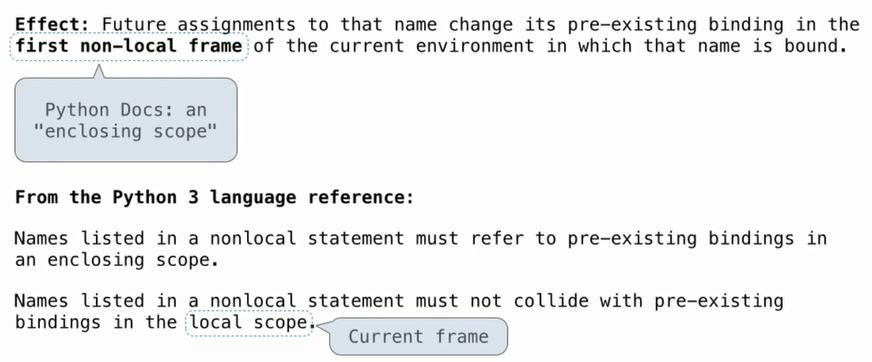 Effect: Future assignments to that name change its pre-existing binding in the
first non-local frame of the current environment in which that name is bound.
Python Docs: an
"enclosing scope"
From the Python 3 language reference:
Names listed in a nonlocal statement must refer to pre-existing bindings in
an enclosing scope.
Names listed in a nonlocal statement must not collide with pre-existing
bindings in the local scope.
Current frame